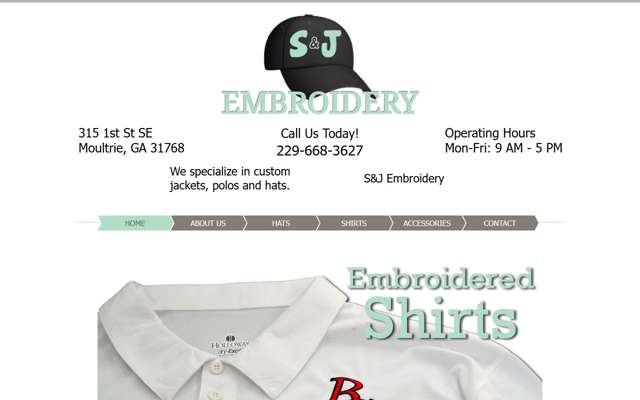 S&J
EMBROIDERY
315 1st St SE
Moultrie, GA 31768
Call Us Today!
229-668-3627
Operating Hours
Mon-Fri: 9 AM - 5 PM
We specialize in custom
jackets, polos and hats.
S&J Embroidery
HOME
ABOUT US
HATS
SHIRTS
ACCESSORIES
CONTACT
Embroidered
Shirts
HOLLOWAY